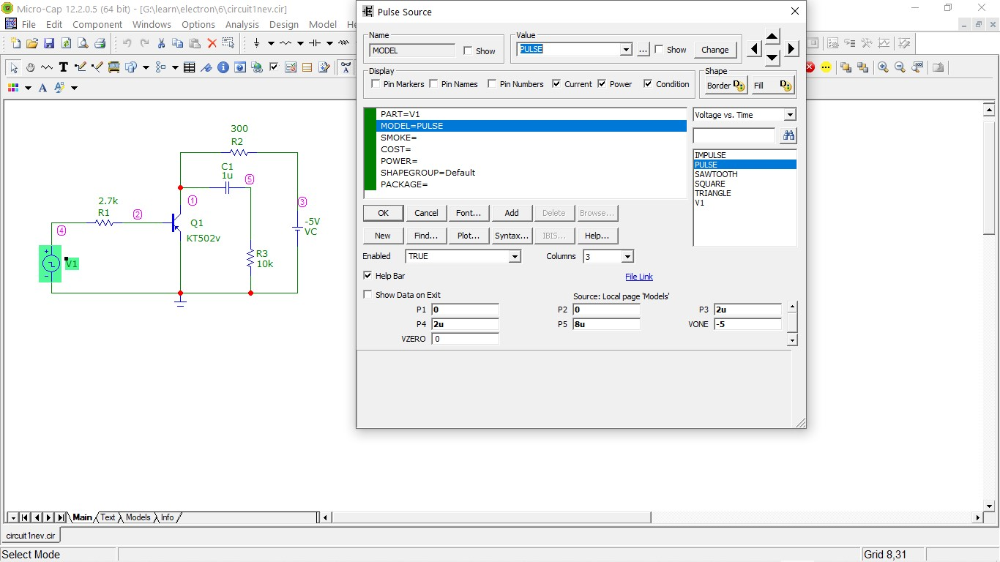 Micro-Cap 12.2.0.5 (64 bit) - [G:\learn\electron\6\circuit1nev.cir]
File Edit Component Windows Options Analysis Design Model He
Pulse Source
Name
MODEL
Show
Value
PULSE
...
Show
Change
Display
Pin Markers
Pin Names
Pin Numbers
Current
Power
Condition
Shape
Border
Fill
PART=V1
MODEL=PULSE
SMOKE=
COST=
POWER=
SHAPEGROUP=Default
PACKAGE=
Voltage vs. Time
IMPULSE
PULSE
SAWTOOTH
SQUARE
TRIANGLE
V1
OK
Cancel
Font...
Add
Delete
Browse...
New
Find...
Plot...
Syntax...
IBIS...
Help...
Enabled
TRUE
Columns
3
Help Bar
File Link
Show Data on Exit
Source: Local page 'Models'
P1 0
P2 0
P3 2u
P4 2u
P5 8u
VONE -5
VZERO 0
300
R2
C1
1u
5
1
3
2.7k
R1
2
4
Q1
KT502v
-5V
VC
V1
R3
10k
Main
Text
Models
Info
circuit1nev.cir
Select Mode
Grid 8,31